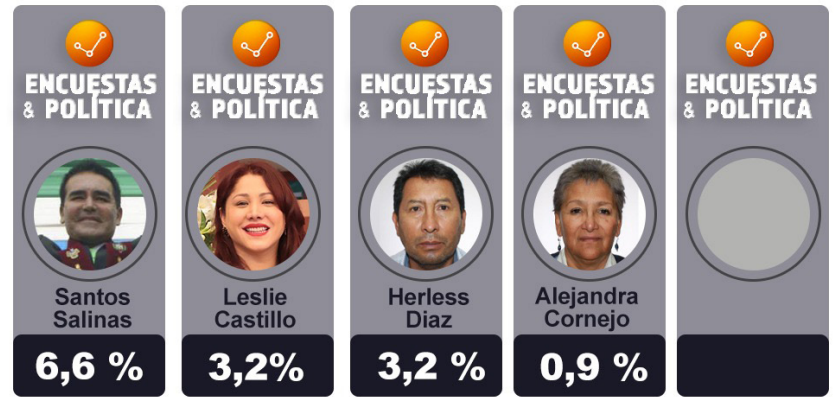 ENCUESTAS
& POLÍTICA
Santos
Salinas
6,6 %
ENCUESTAS
& POLÍTICA
Leslie
Castillo
3,2%
ENCUESTAS
& POLÍTICA
Herless
Diaz
3,2 %
ENCUESTAS
& POLÍTICA
Alejandra
Cornejo
0,9 %
ENCUESTAS
& POLÍTICA